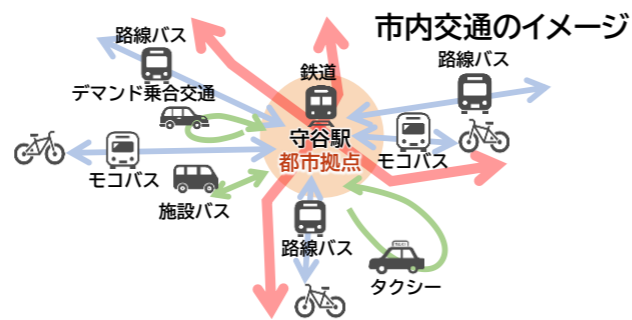 市内交通のイメージ
路線バス
鉄道
路線バス
デマンド乗合交通
守谷駅
都市拠点
モコバス
モコバス
施設バス
路線バス
TAXI
タクシー